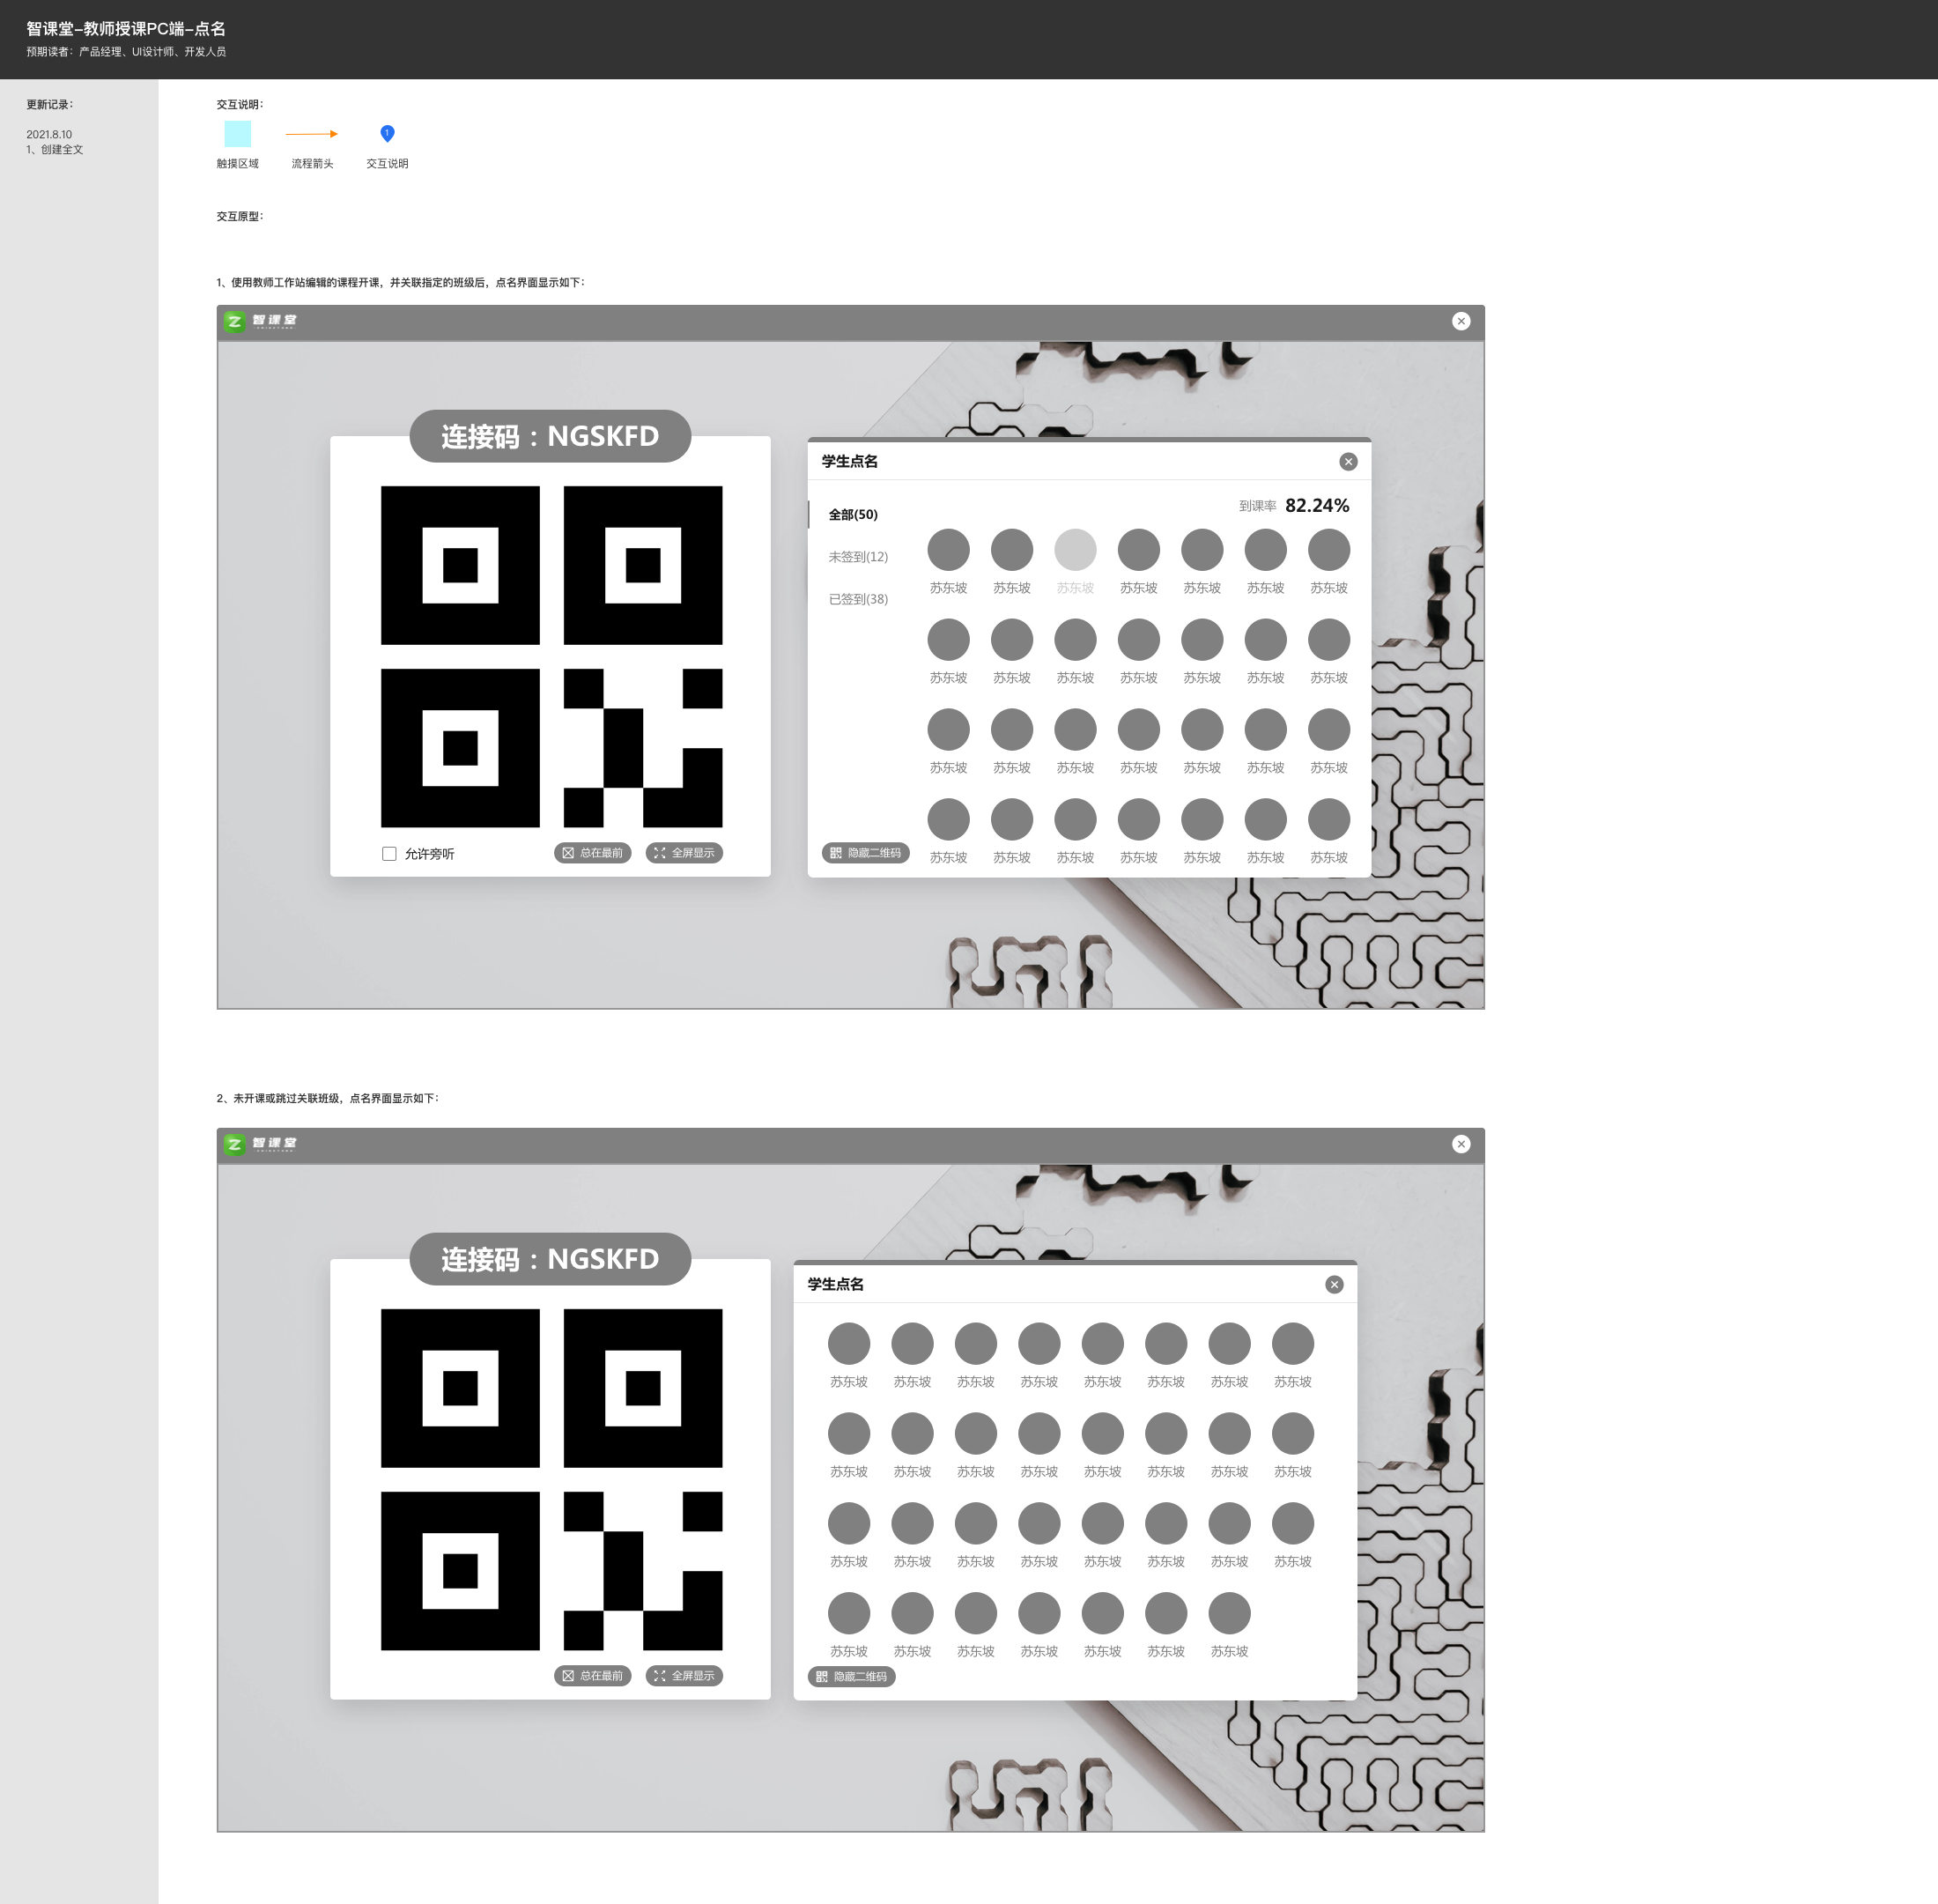 智课堂-教师授课PC端-点名
预期读者：产品经理、UI设计师、开发人员
更新记录：
2021.8.10
1、创建全文
交互说明：
1
触摸区域 流程箭头 交互说明
交互原型：
1、使用教师工作站编辑的课程开课，并关联指定的班级后，点名界面显示如下：
智课堂
连接码：NGSKFD
允许旁听 总在最前 全屏显示
学生点名
到课率 82.24%
全部(50)
未签到(12)
已签到(38)
苏东坡 苏东坡 苏东坡 苏东坡 苏东坡 苏东坡 苏东坡
苏东坡 苏东坡 苏东坡 苏东坡 苏东坡 苏东坡 苏东坡
苏东坡 苏东坡 苏东坡 苏东坡 苏东坡 苏东坡 苏东坡
隐藏二维码
苏东坡 苏东坡 苏东坡 苏东坡 苏东坡 苏东坡 苏东坡
2、未开课或跳过关联班级，点名界面显示如下：
智课堂
连接码：NGSKFD
总在最前 全屏显示
学生点名
苏东坡 苏东坡 苏东坡 苏东坡 苏东坡 苏东坡 苏东坡 苏东坡
苏东坡 苏东坡 苏东坡 苏东坡 苏东坡 苏东坡 苏东坡 苏东坡
苏东坡 苏东坡 苏东坡 苏东坡 苏东坡 苏东坡 苏东坡 苏东坡
苏东坡 苏东坡 苏东坡 苏东坡 苏东坡 苏东坡 苏东坡
隐藏二维码